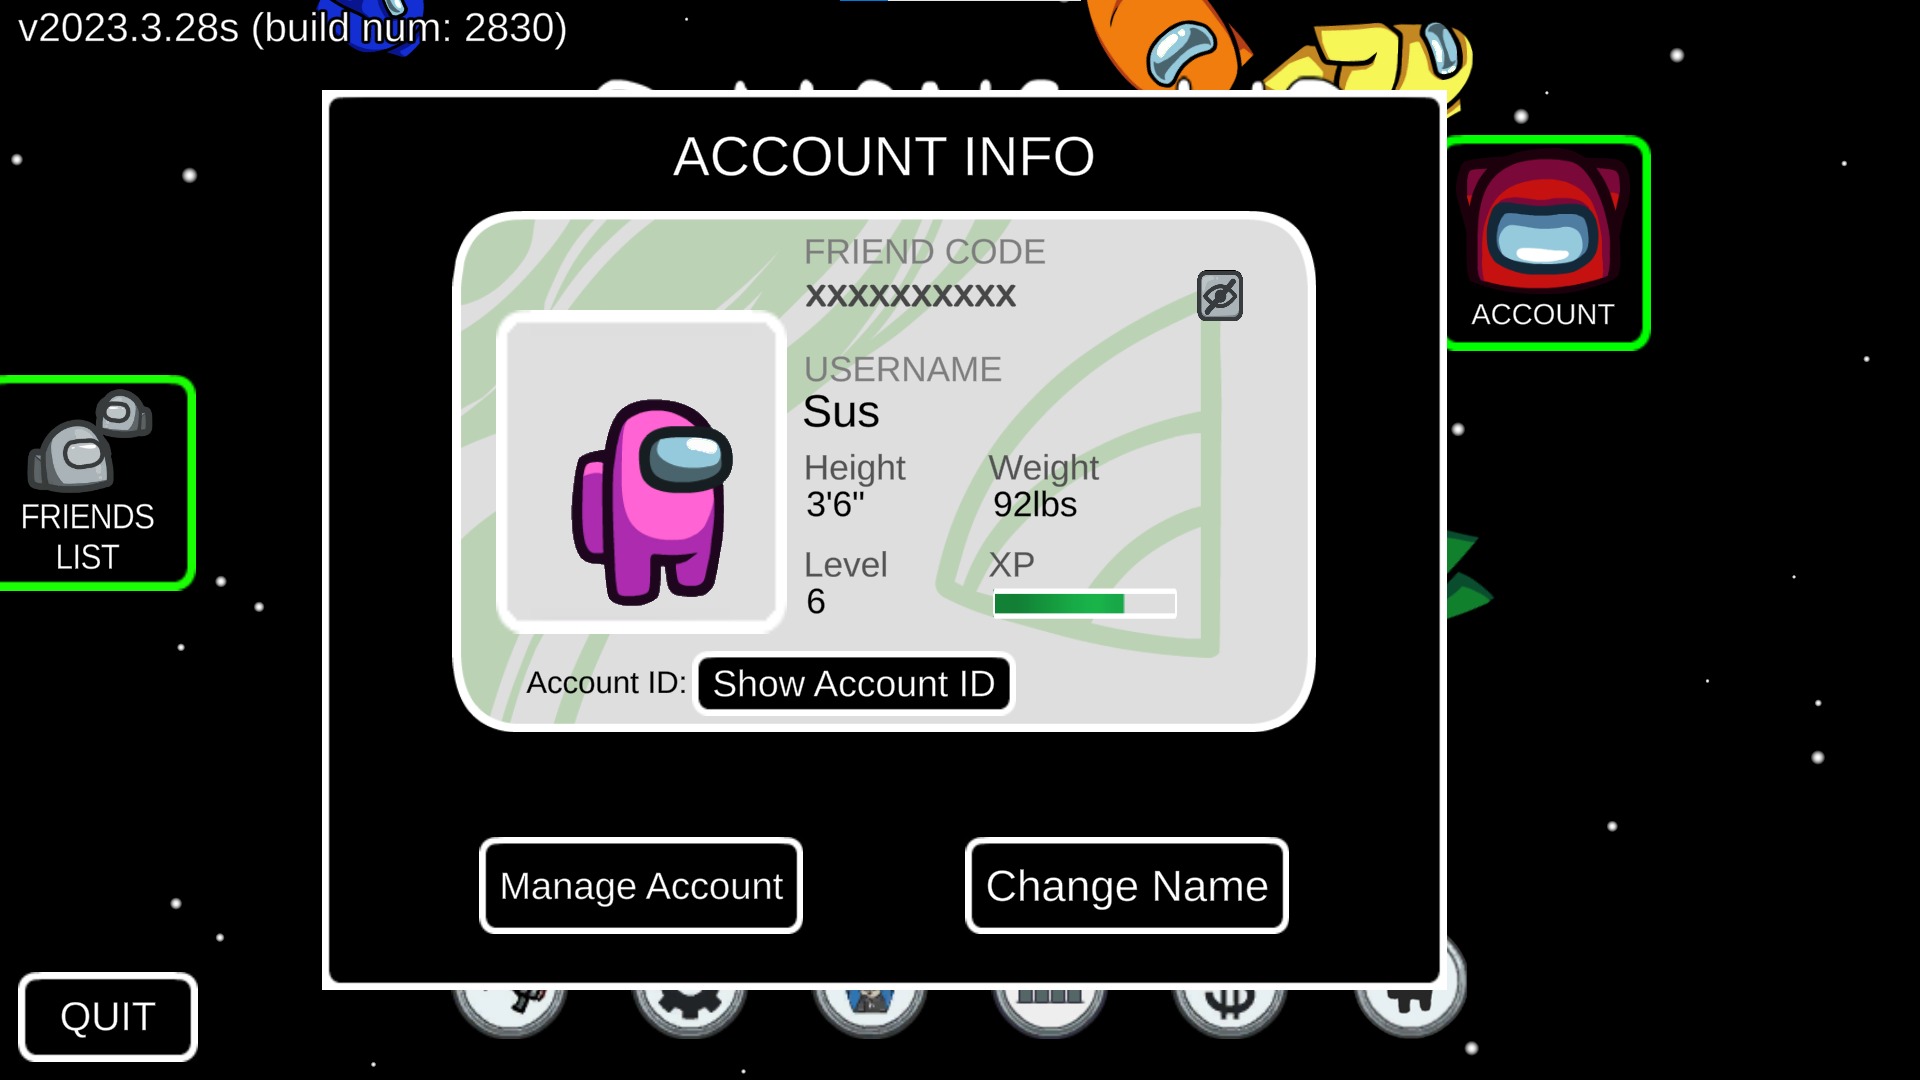 v2023.3.28s (build num: 2830)
ACCOUNT INFO
FRIEND CODE
xxxxxxxxxx
USERNAME
Sus
Height
3'6"
Weight
92lbs
Level
6
XP
Account ID:
Show Account ID
Manage Account
Change Name
ACCOUNT
FRIENDS
LIST
QUIT